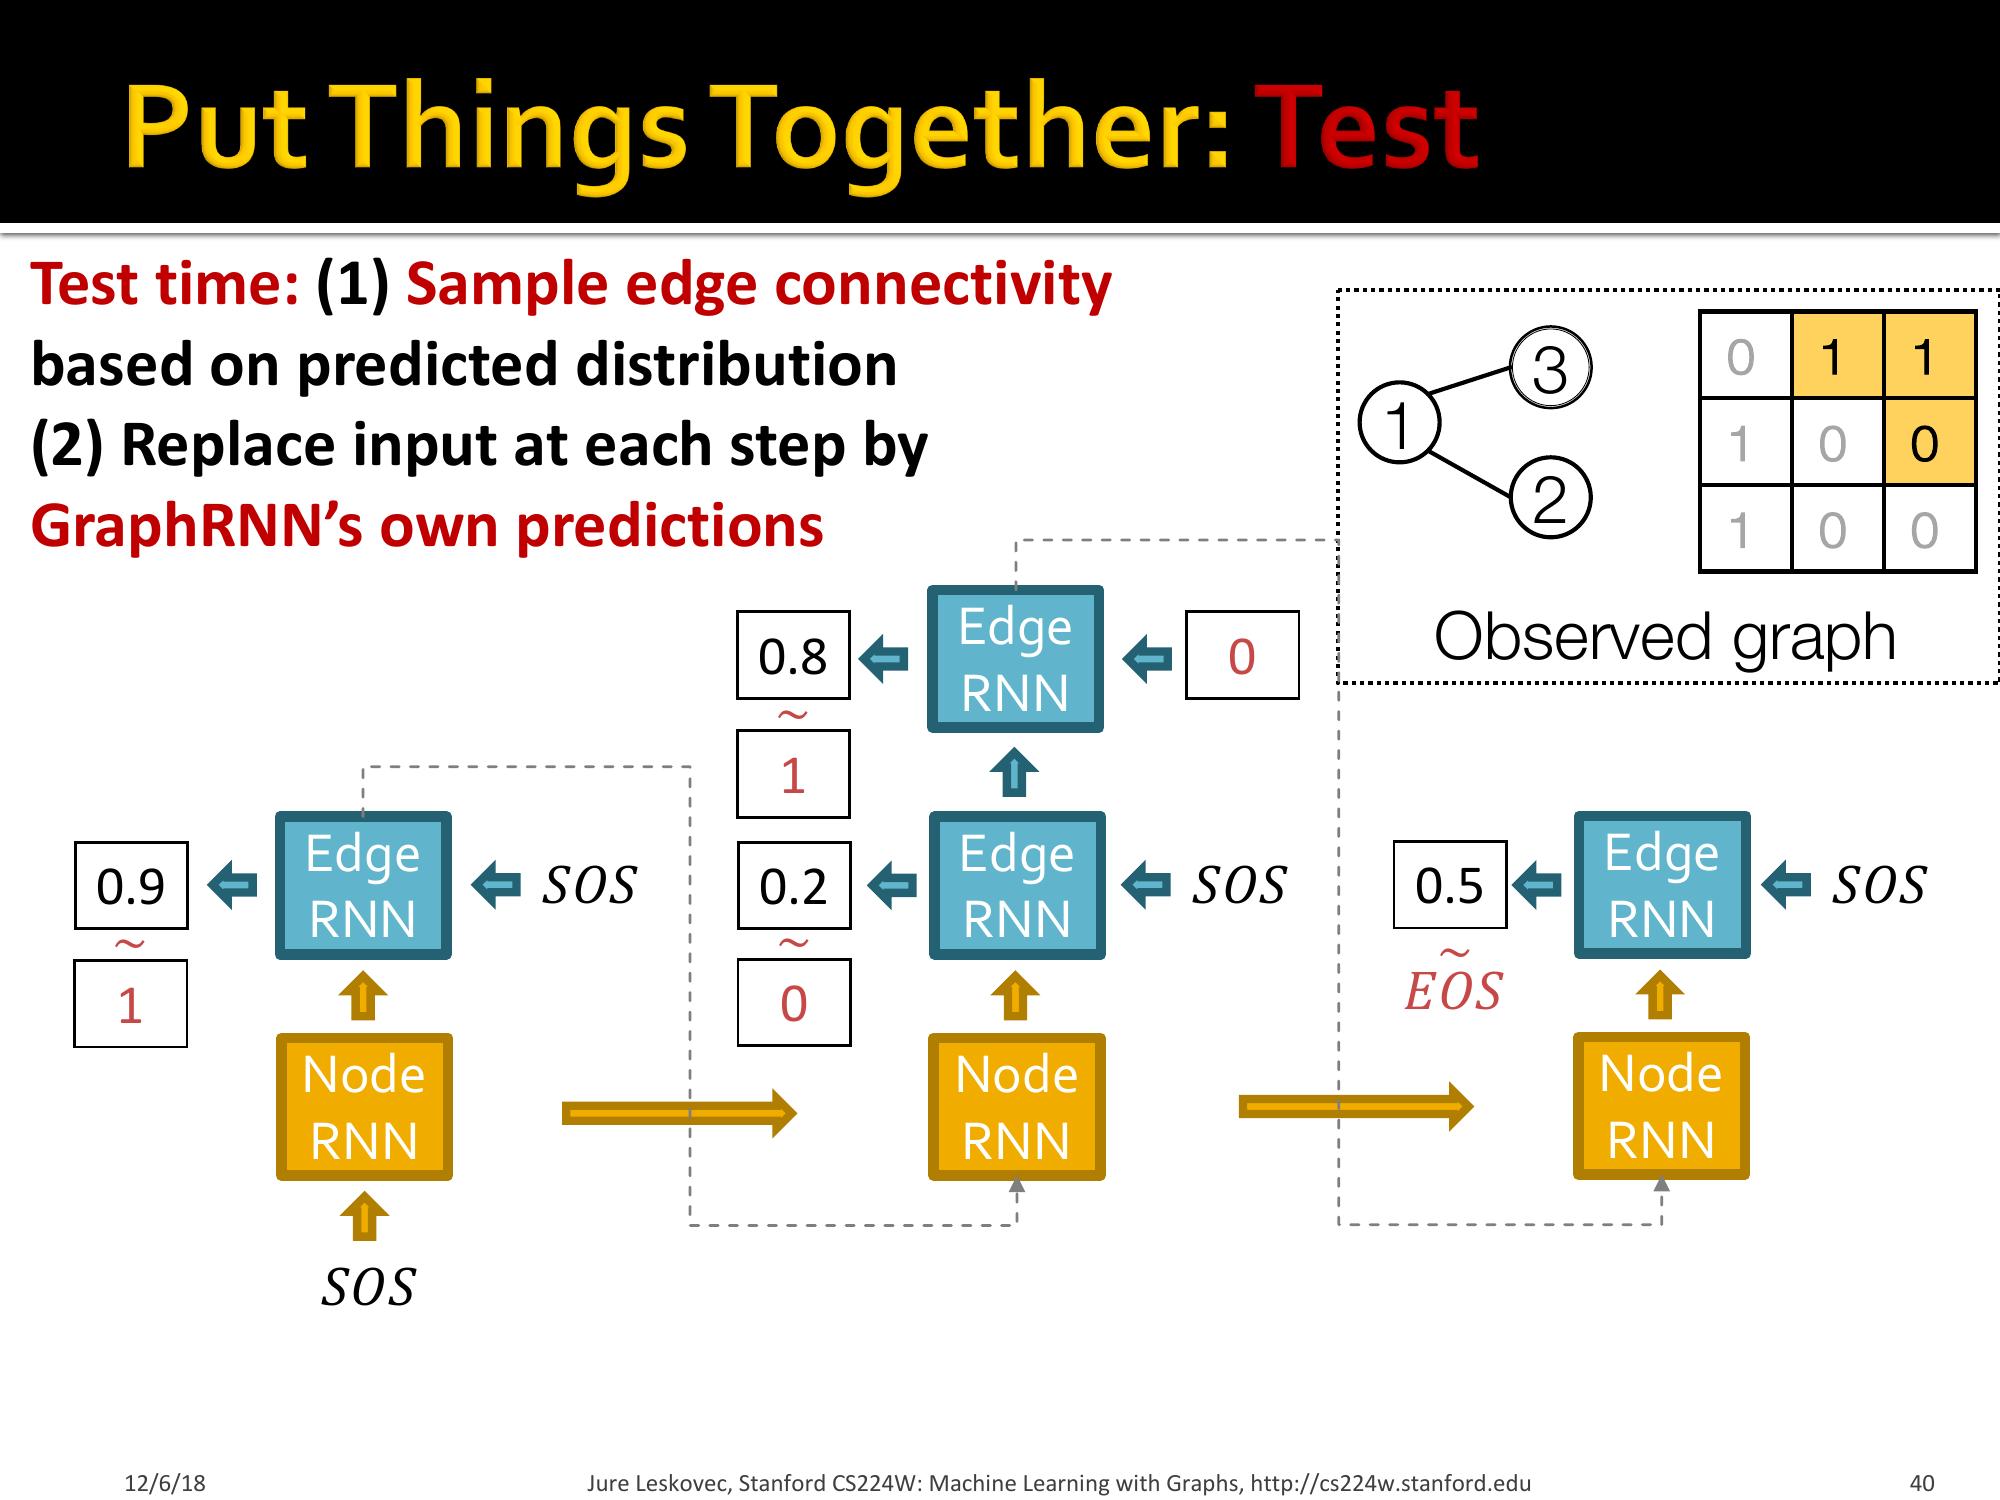 Put Things Together: Test
Test time: (1) Sample edge connectivity
based on predicted distribution
(2) Replace input at each step by
GraphRNN’s own predictions
1
3
2
0 1 1
1 0 0
1 0 0
Observed graph
0.8
~
1
Edge
RNN
0
0.9
~
1
Edge
RNN
SOS
0.2
~
0
Edge
RNN
SOS
0.5
~
EOS
Edge
RNN
SOS
Node
RNN
SOS
Node
RNN
Node
RNN
12/6/18
Jure Leskovec, Stanford CS224W: Machine Learning with Graphs, http://cs224w.stanford.edu
40